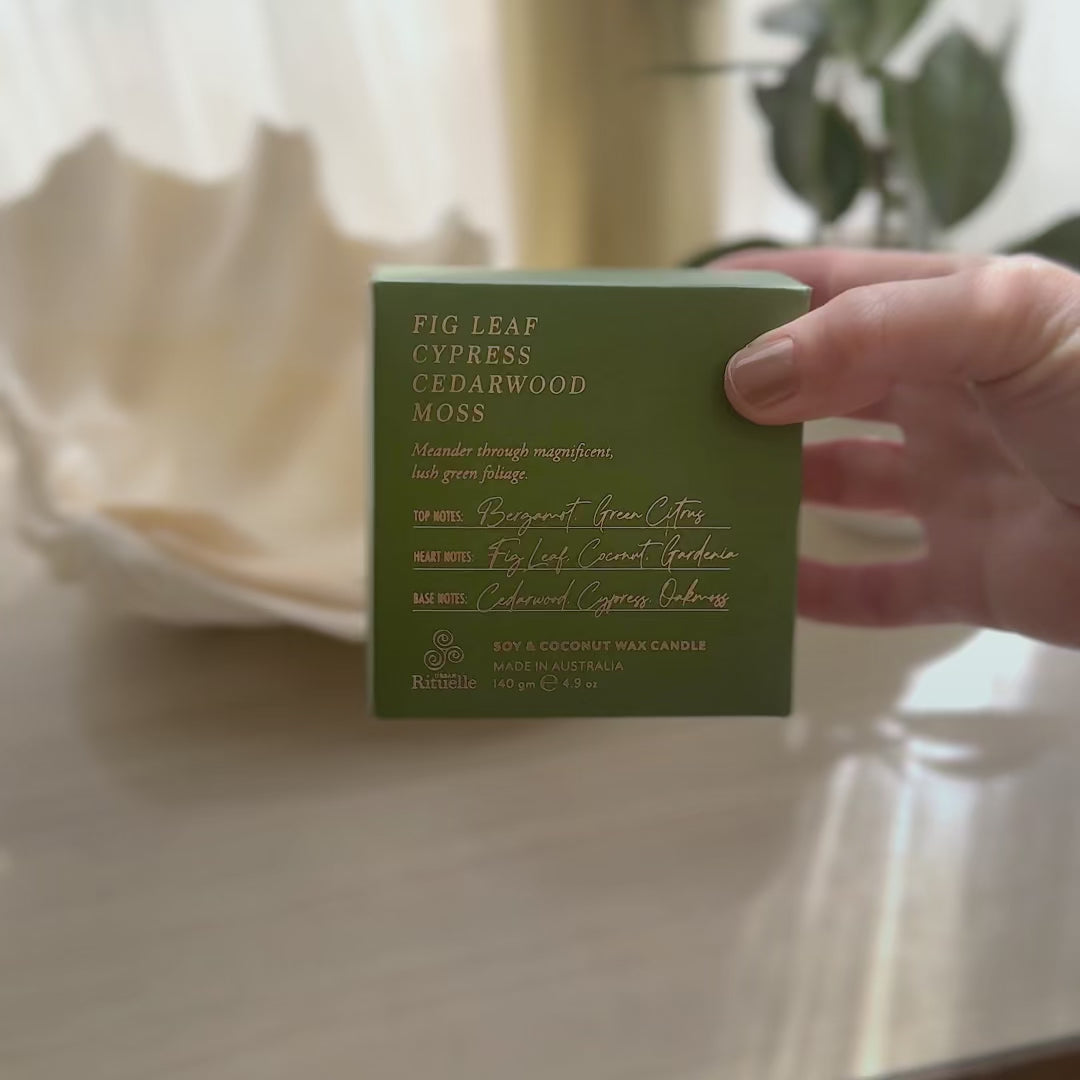 FIG LEAF
CYPRESS
CEDARWOOD
MOSS
Meander through magnificent,
lush green foliage.
TOP NOTES: Bergamot. Green Citrus
HEART NOTES: Fig Leaf. Coconut. Gardenia
BASE NOTES: Cedarwood. Cypress. Oakmoss
URBAN
Rituelle
SOY & COCONUT WAX CANDLE
MADE IN AUSTRALIA
140 gm ℮ 4.9 oz